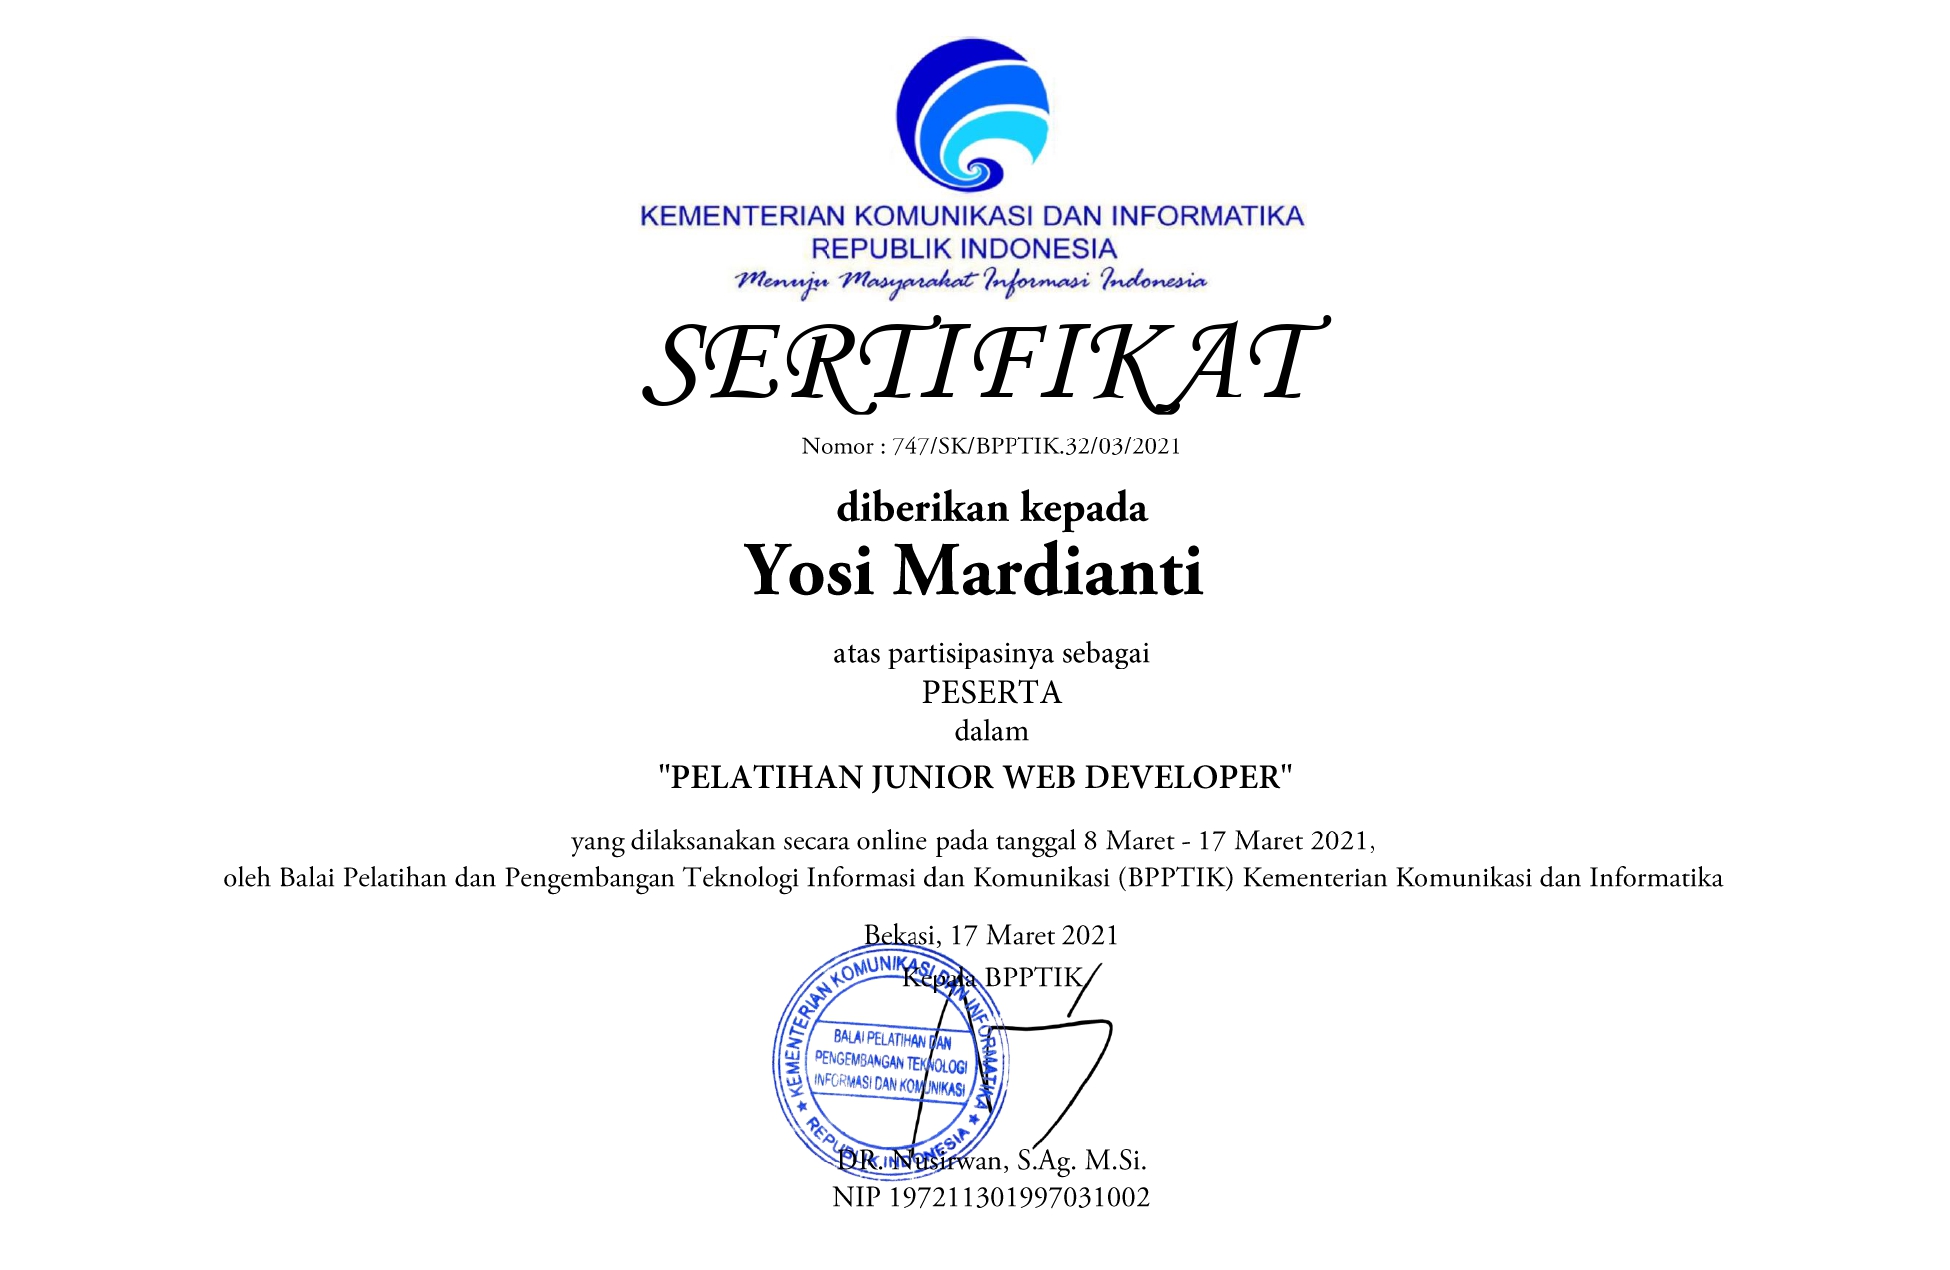 KEMENTERIAN KOMUNIKASI DAN INFORMATIKA
REPUBLIK INDONESIA
Menuju Masyarakat Informasi Indonesia
SERTIFIKAT
Nomor : 747/SK/BPPTIK.32/03/2021
diberikan kepada
Yosi Mardianti
atas partisipasinya sebagai
PESERTA
dalam
"PELATIHAN JUNIOR WEB DEVELOPER"
yang dilaksanakan secara online pada tanggal 8 Maret - 17 Maret 2021,
oleh Balai Pelatihan dan Pengembangan Teknologi Informasi dan Komunikasi (BPPTIK) Kementerian Komunikasi dan Informatika
Bekasi, 17 Maret 2021
Kepala BPPTIK
KEMENTERIAN KOMUNIKASI DAN INFORMATIKA
BALAI PELATIHAN DAN
PENGEMBANGAN TEKNOLOGI
INFORMASI DAN KOMUNIKASI
REPUBLIK INDONESIA
DR. Nusirwan, S.Ag. M.Si.
NIP 197211301997031002